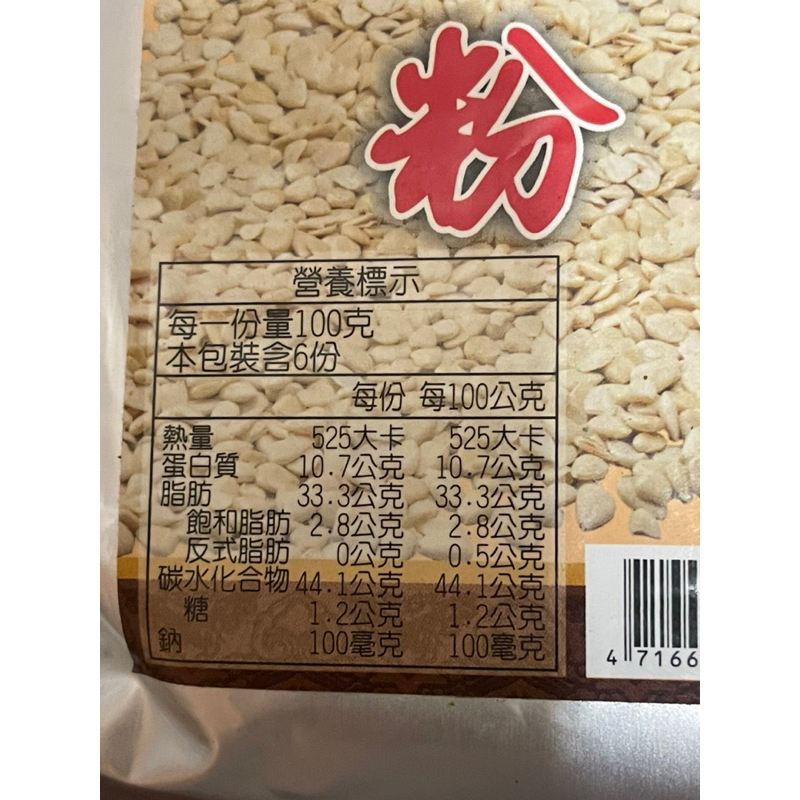 粉
營養標示
每一份量100克
本包裝含6份
每份 每100公克
熱量 525大卡 525大卡
蛋白質 10.7公克 10.7公克
脂肪 33.3公克 33.3公克
飽和脂肪 2.8公克 2.8公克
反式脂肪 0公克 0.5公克
碳水化合物 44.1公克 44.1公克
糖 1.2公克 1.2公克
鈉 100毫克 100毫克
4 7166